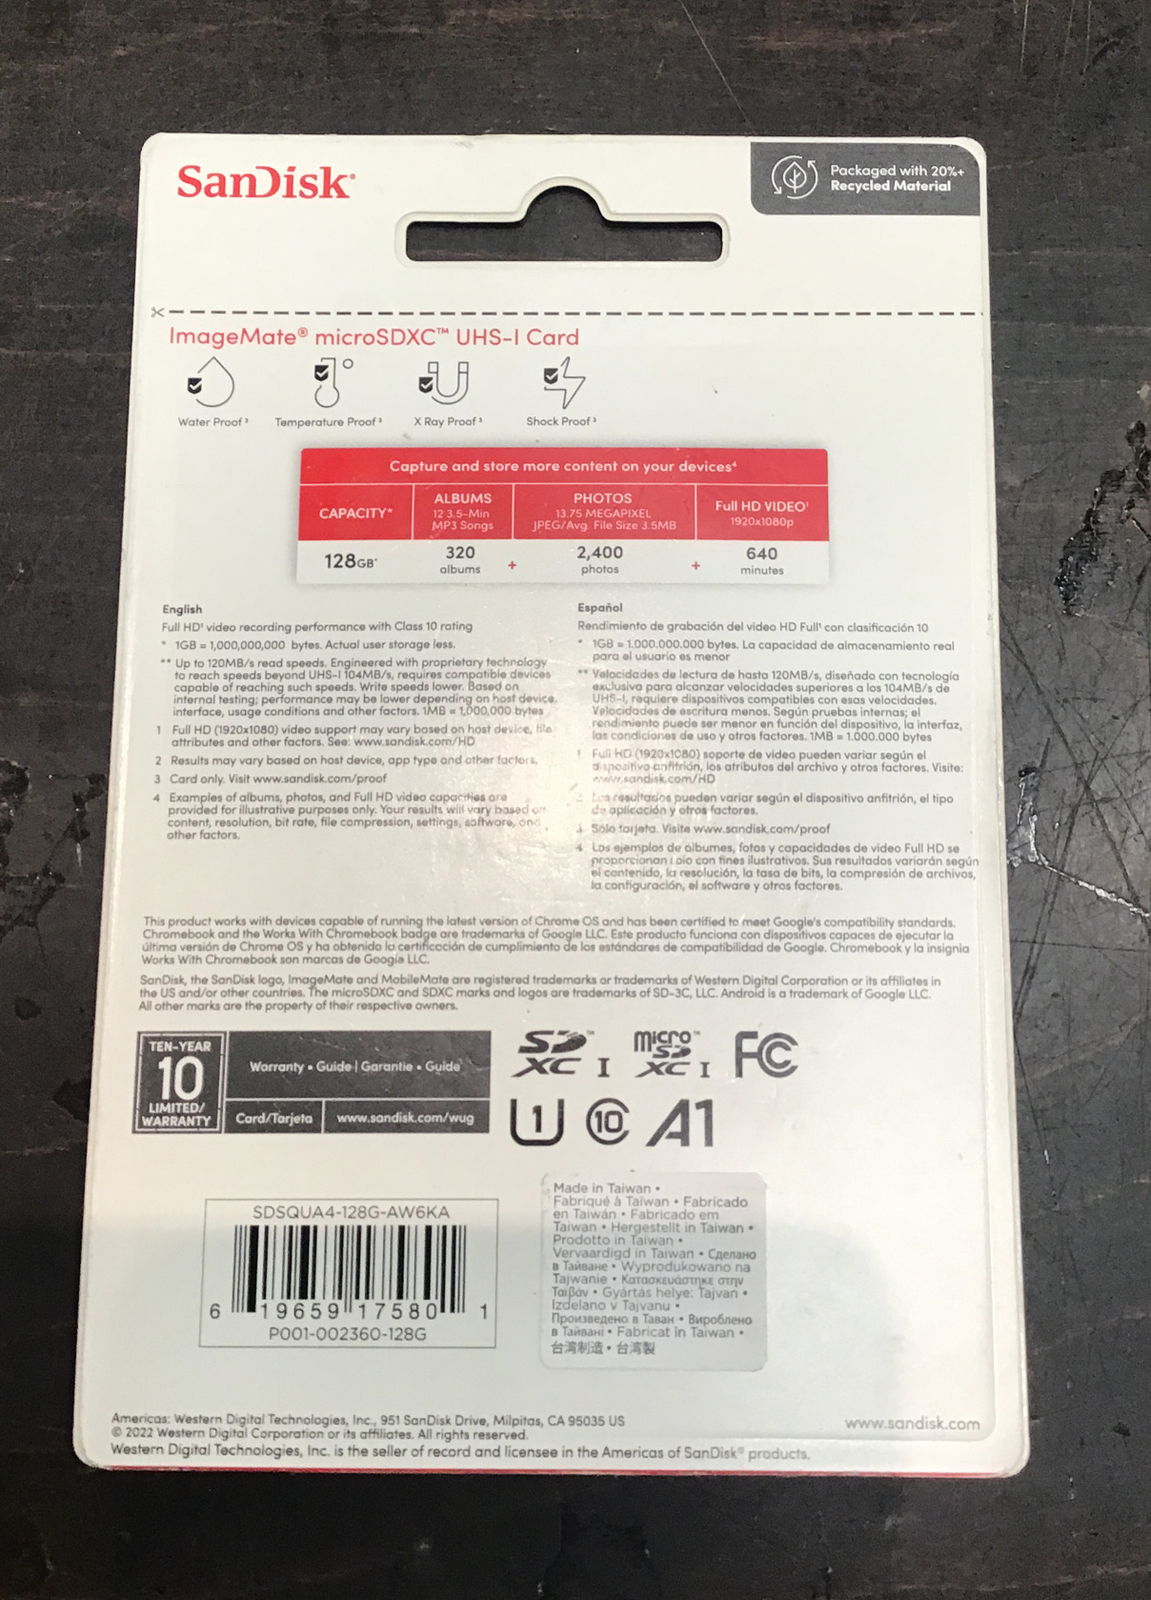 SanDisk®
Packaged with 20%+
Recycled Material
ImageMate® microSDXC™ UHS-I Card
Water Proof³
Temperature Proof³
X Ray Proof³
Shock Proof³
Capture and store more content on your devices⁴
CAPACITY*
ALBUMS
12 3.5-Min
MP3 Songs
PHOTOS
13.75 MEGAPIXEL
JPEG/Avg. File Size 3.5MB
Full HD VIDEO¹
1920x1080p
128GB*
320
albums
+
2,400
photos
+
640
minutes
English
Full HD¹ video recording performance with Class 10 rating
* 1GB = 1,000,000,000 bytes. Actual user storage less.
** Up to 120MB/s read speeds. Engineered with proprietary technology
to reach speeds beyond UHS-I 104MB/s, requires compatible devices
capable of reaching such speeds. Write speeds lower. Based on
internal testing; performance may be lower depending on host device,
interface, usage conditions and other factors. 1MB = 1,000,000 bytes
1 Full HD (1920x1080) video support may vary based on host device, file
attributes and other factors. See: www.sandisk.com/HD
2 Results may vary based on host device, app type and other factors.
3 Card only. Visit www.sandisk.com/proof
4 Examples of albums, photos, and Full HD video capacities are
provided for illustrative purposes only. Your results will vary based on
content, resolution, bit rate, file compression, settings, software, and
other factors.
Español
Rendimiento de grabación del video HD Full¹ con clasificación 10
* 1GB = 1.000.000.000 bytes. La capacidad de almacenamiento real
para el usuario es menor
** Velocidades de lectura de hasta 120MB/s, diseñado con tecnología
exclusiva para alcanzar velocidades superiores a los 104MB/s de
UHS-I, requiere dispositivos compatibles con esas velocidades.
Velocidades de escritura menos. Según pruebas internas; el
rendimiento puede ser menor en función del dispositivo, la interfaz,
las condiciones de uso y otros factores. 1MB = 1.000.000 bytes
1 Full HD (1920x1080) soporte de video pueden variar según el
dispositivo anfitrión, los atributos del archivo y otros factores. Visite:
www.sandisk.com/HD
2 Los resultados pueden variar según el dispositivo anfitrión, el tipo
de aplicación y otros factores.
3 Sólo tarjeta. Visite www.sandisk.com/proof
4 Los ejemplos de álbumes, fotos y capacidades de video Full HD se
proporcionan solo con fines ilustrativos. Sus resultados variarán según
el contenido, la resolución, la tasa de bits, la compresión de archivos,
la configuración, el software y otros factores.
This product works with devices capable of running the latest version of Chrome OS and has been certified to meet Google's compatibility standards.
Chromebook and the Works With Chromebook badge are trademarks of Google LLC. Este producto funciona con dispositivos capaces de ejecutar la
última versión de Chrome OS y ha obtenido la certificación de cumplimiento de los estándares de compatibilidad de Google. Chromebook y la insignia
Works With Chromebook son marcas de Google LLC.
SanDisk, the SanDisk logo, ImageMate and MobileMate are registered trademarks or trademarks of Western Digital Corporation or its affiliates in
the US and/or other countries. The microSDXC and SDXC marks and logos are trademarks of SD-3C, LLC. Android is a trademark of Google LLC.
All other marks are the property of their respective owners.
TEN-YEAR
10
LIMITED/
WARRANTY
Warranty • Guide | Garantie • Guide
Card/Tarjeta
www.sandisk.com/wug
SD XC I
micro SD XC I
FC
U1
10
A1
SDSQUA4-128G-AW6KA
6 19659 17580 1
P001-002360-128G
Made in Taiwan •
Fabriqué à Taïwan • Fabricado
en Taiwán • Fabricado em
Taiwan • Hergestellt in Taiwan •
Prodotto in Taiwan •
Vervaardigd in Taiwan • Сделано
в Тайване • Wyprodukowano na
Tajwanie • Κατασκευάστηκε στην
Ταϊβάν • Gyártás helye: Tajvan •
Izdelano v Tajvanu •
Произведено в Таван • Вироблено
в Тайвані • Fabricat în Taiwan •
台湾制造 • 台湾製
Americas: Western Digital Technologies, Inc., 951 SanDisk Drive, Milpitas, CA 95035 US
© 2022 Western Digital Corporation or its affiliates. All rights reserved.
Western Digital Technologies, Inc. is the seller of record and licensee in the Americas of SanDisk® products.
www.sandisk.com